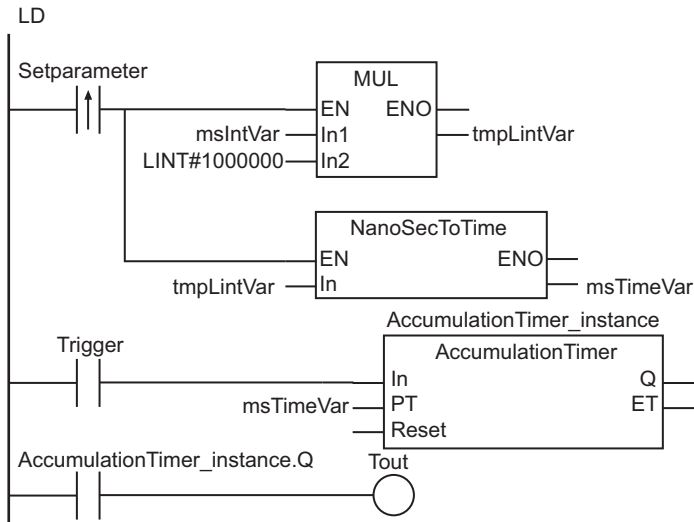 LD
Setparameter
MUL
EN ENO
msIntVar In1 tmpLintVar
LINT#1000000 In2
NanoSecToTime
EN ENO
tmpLintVar In msTimeVar
AccumulationTimer_instance
Trigger AccumulationTimer
In Q
msTimeVar PT ET
Reset
AccumulationTimer_instance.Q Tout